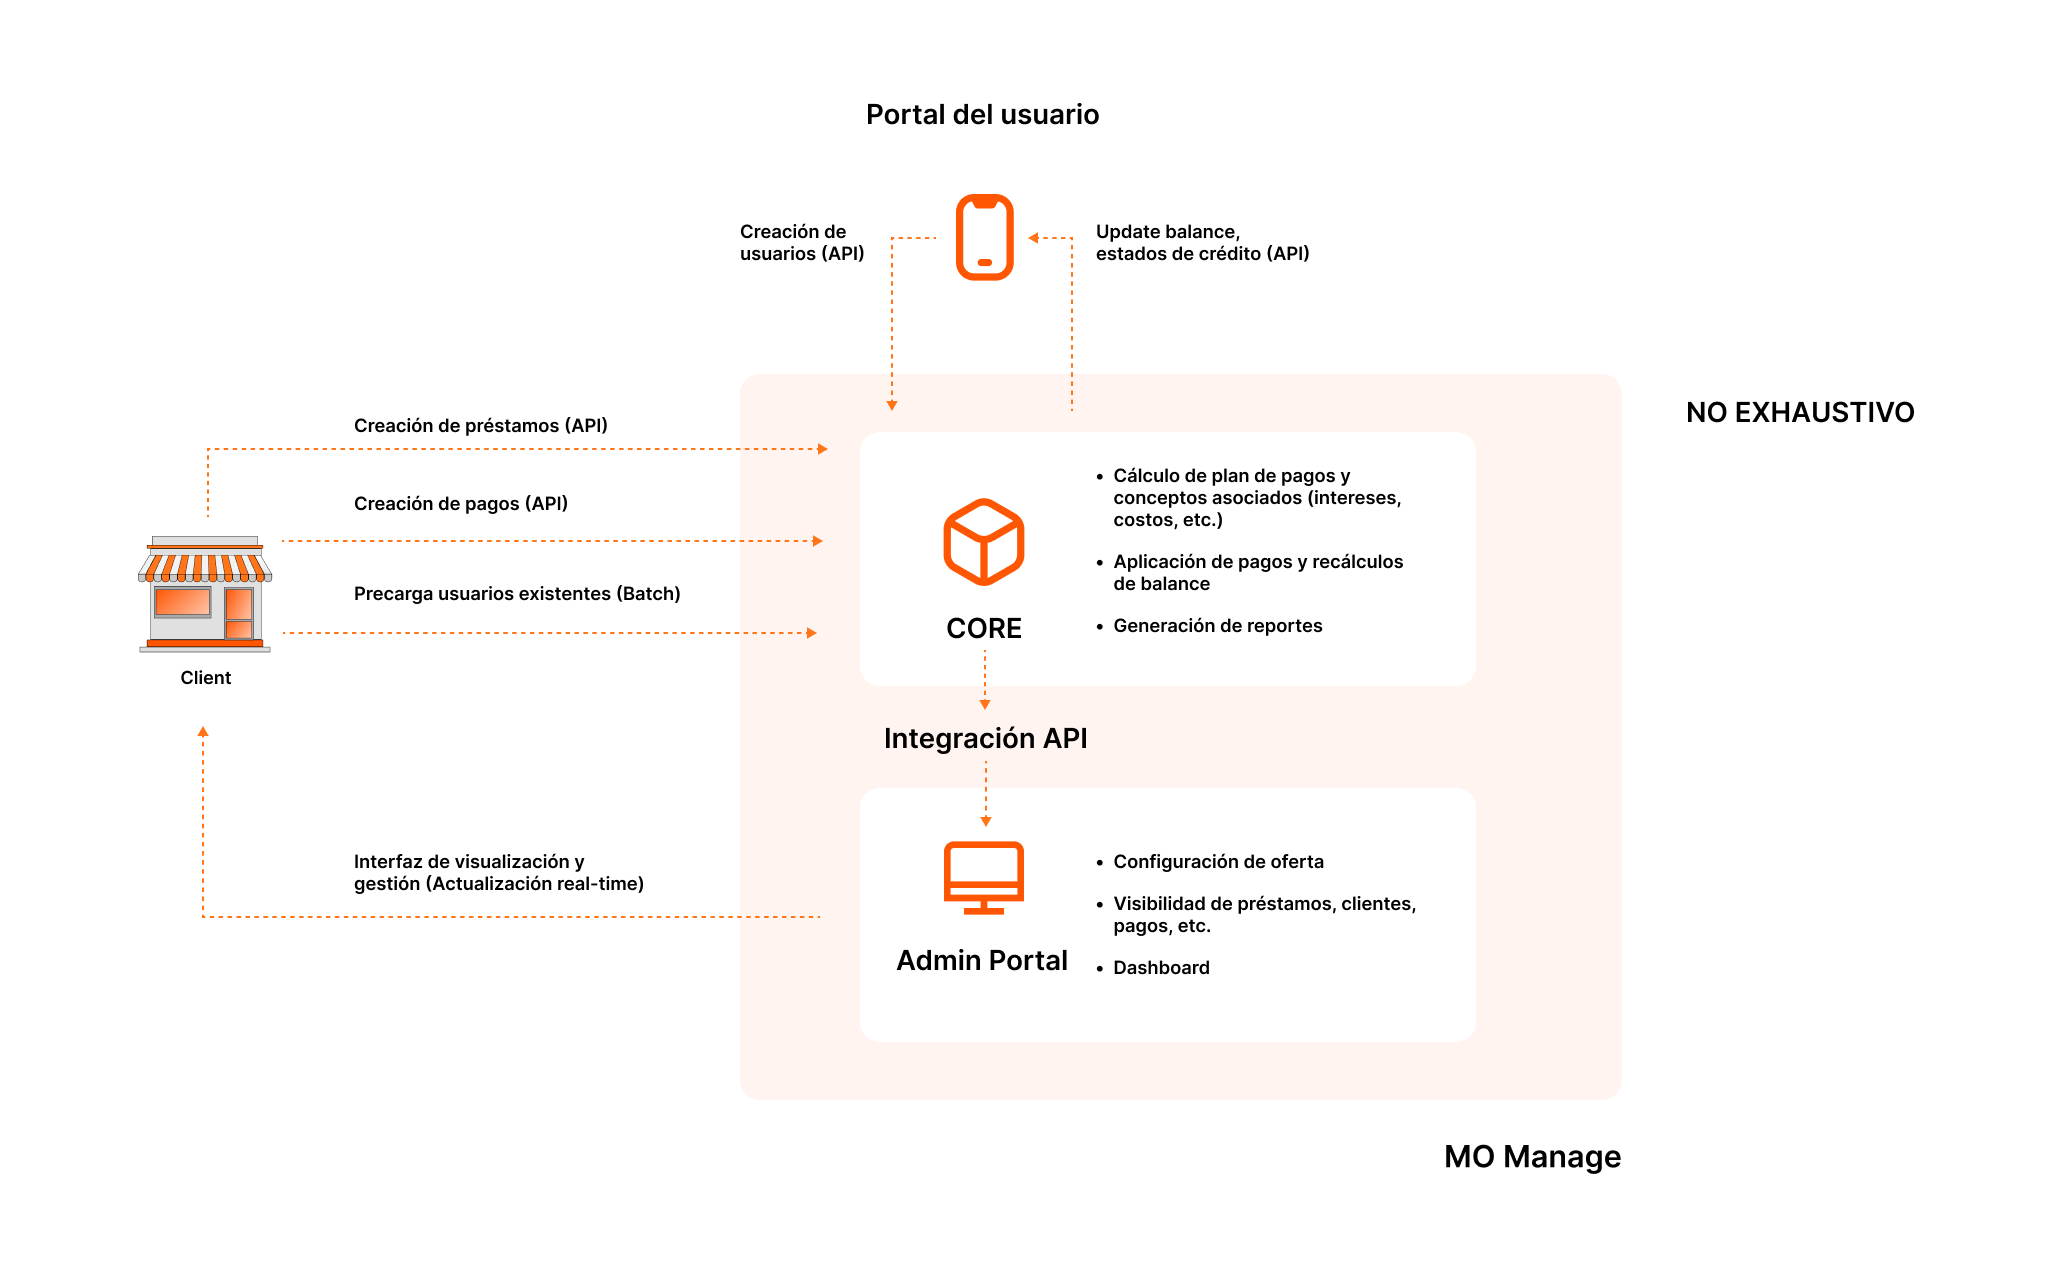 Portal del usuario
Creación de
usuarios (API)
Update balance,
estados de crédito (API)
NO EXHAUSTIVO
Creación de préstamos (API)
Creación de pagos (API)
Precarga usuarios existentes (Batch)
Client
CORE
• Cálculo de plan de pagos y
conceptos asociados (intereses,
costos, etc.)
• Aplicación de pagos y recálculos
de balance
• Generación de reportes
Integración API
Interfaz de visualización y
gestión (Actualización real-time)
Admin Portal
• Configuración de oferta
• Visibilidad de préstamos, clientes,
pagos, etc.
• Dashboard
MO Manage